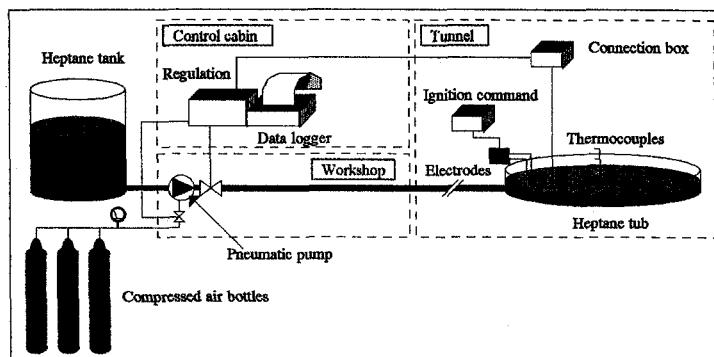 Control cabin
Tunnel
Heptane tank
Connection box
Regulation
Ignition command
Data logger
Thermocouples
Workshop
Electrodes
Heptane tub
Pneumatic pump
Compressed air bottles